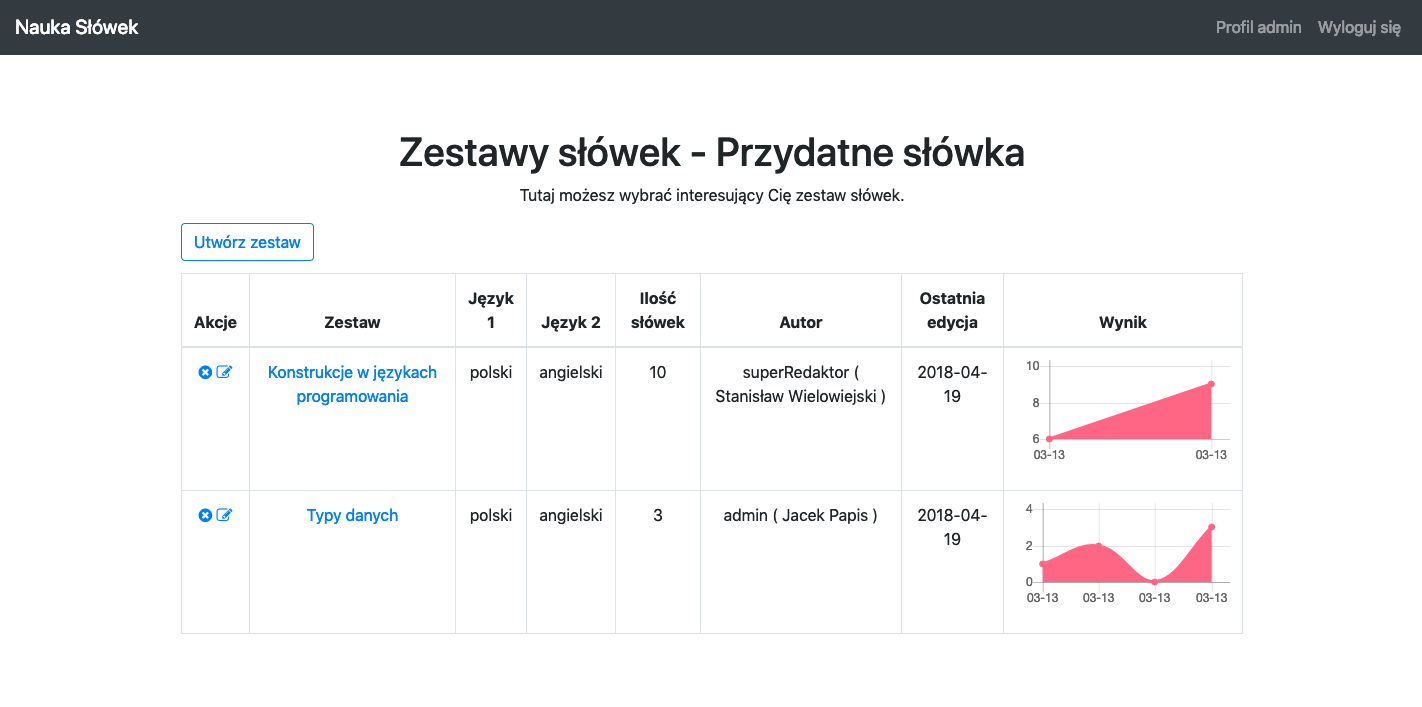 Nauka Słówek
Profil admin
Wyloguj się
Zestawy słówek - Przydatne słówka
Tutaj możesz wybrać interesujący Cię zestaw słówek.
Utwórz zestaw
Akcje
Zestaw
Język
1
Język 2
Ilość
słówek
Autor
Ostatnia
edycja
Wynik
Konstrukcje w językach
programowania
polski
angielski
10
superRedaktor (
Stanisław Wielowiejski )
2018-04-
19
10
8
6
03-13
03-13
Typy danych
polski
angielski
3
admin ( Jacek Papis )
2018-04-
19
4
2
0
03-13
03-13
03-13
03-13